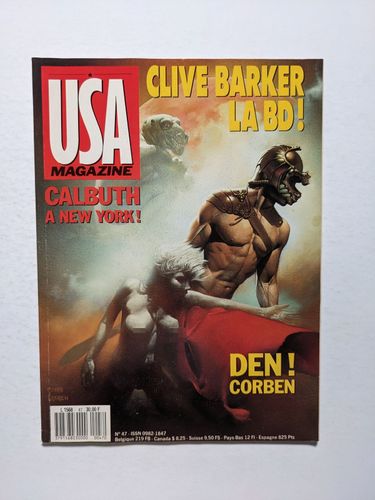 USA
MAGAZINE
CLIVE BARKER
LA BD!
CALBUTH
A NEW YORK!
DEN!
CORBEN
L 1568 47 30,00 F
N° 47 - ISSN 0982-1847
Belgique 219 FB - Canada $ 8.25 - Suisse 9.50 FS - Pays Bas 12 Fl - Espagne 825 Pts